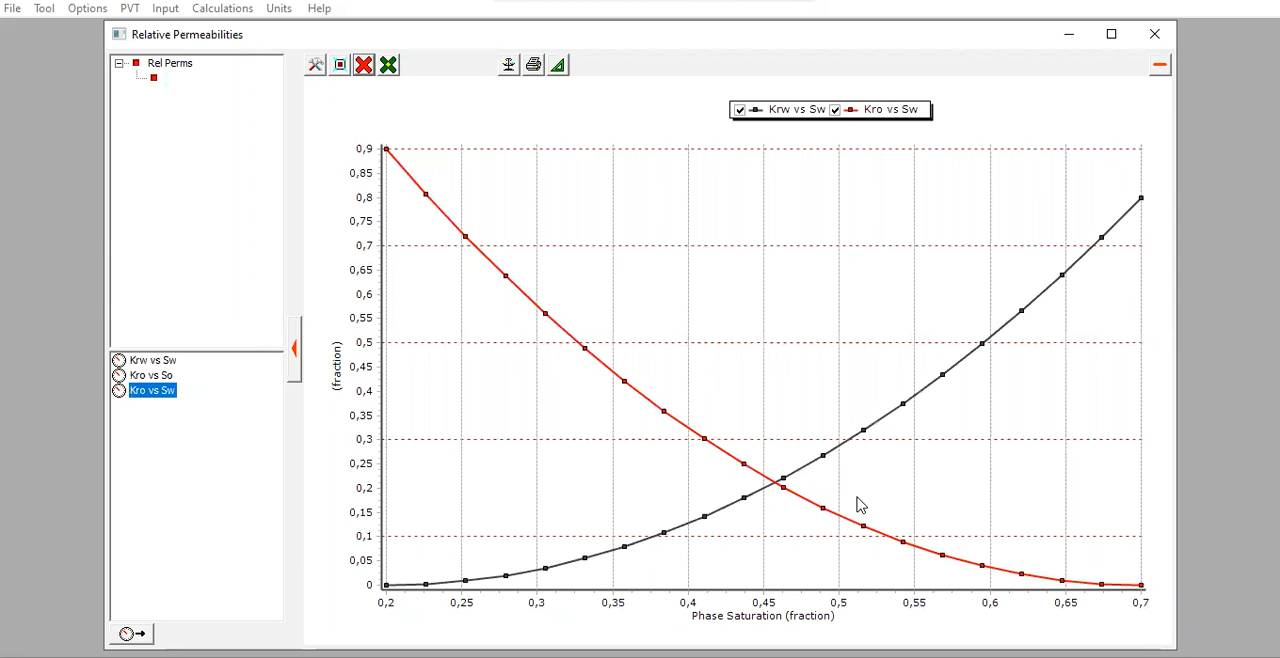 File Tool Options PVT Input Calculations Units Help
Relative Permeabilities
Rel Perms
Krw vs Sw
Kro vs So
Kro vs Sw
Krw vs Sw Kro vs Sw
0,9
0,85
0,8
0,75
0,7
0,65
0,6
0,55
0,5
0,45
0,4
0,35
0,3
0,25
0,2
0,15
0,1
0,05
0
(fraction)
0,2 0,25 0,3 0,35 0,4 0,45 0,5 0,55 0,6 0,65 0,7
Phase Saturation (fraction)